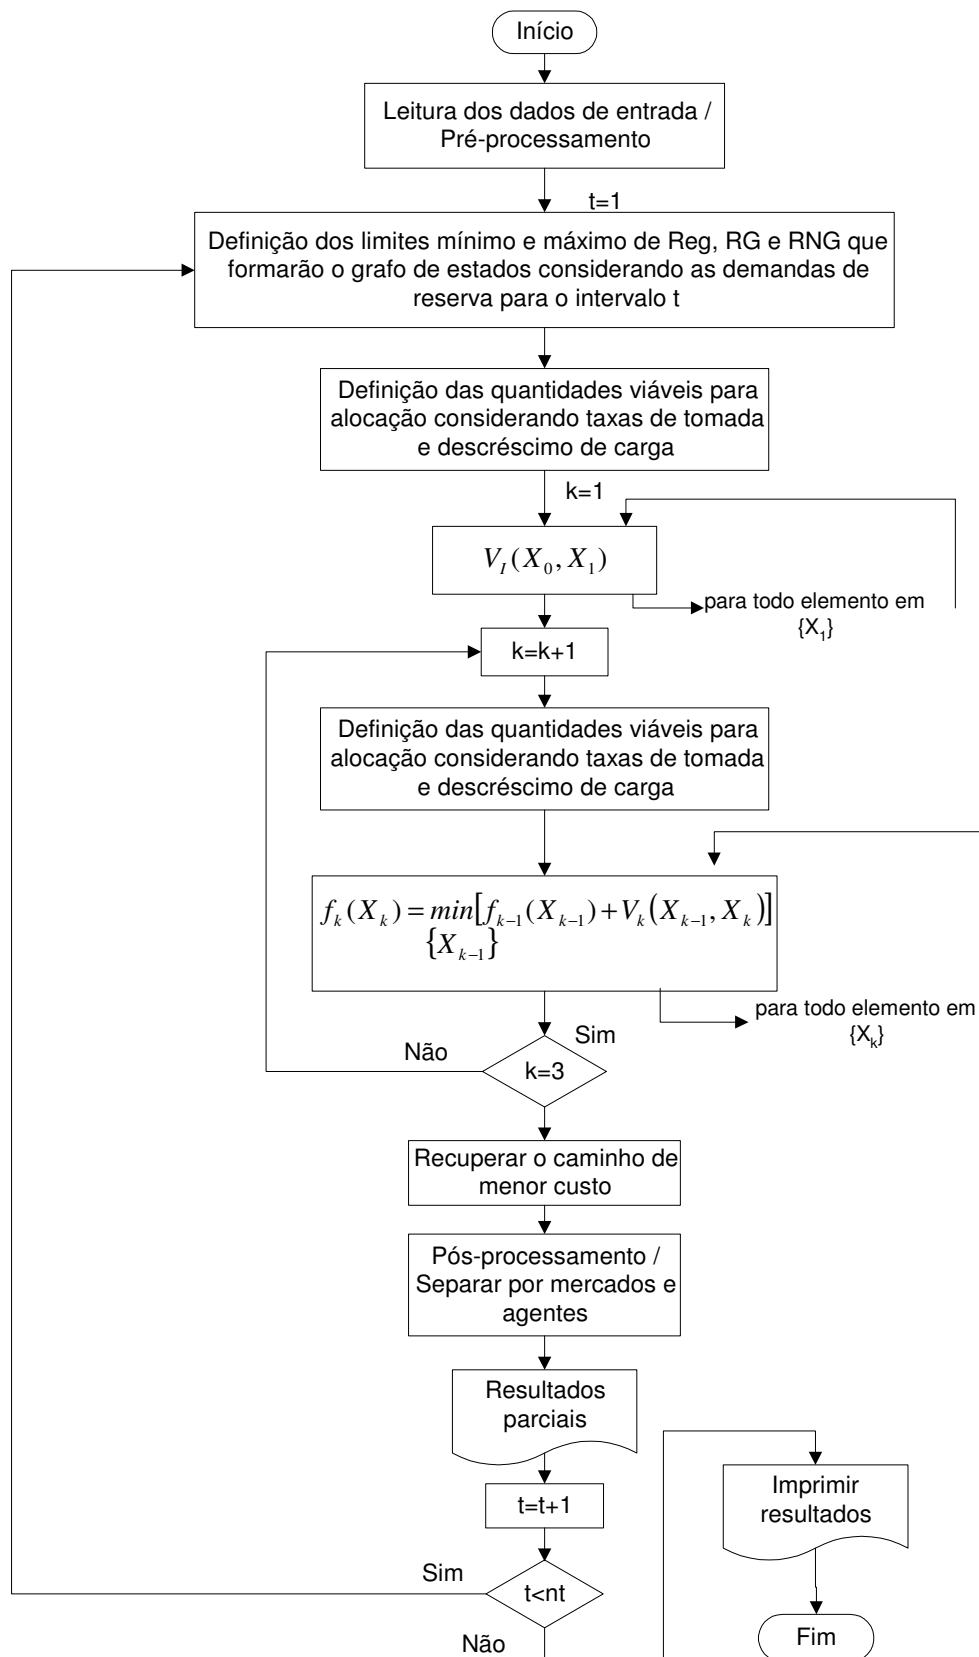 Início
Leitura dos dados de entrada /
Pré-processamento
t=1
Definição dos limites mínimo e máximo de Reg, RG e RNG que
formarão o grafo de estados considerando as demandas de
reserva para o intervalo t
Definição das quantidades viáveis para
alocação considerando taxas de tomada
e descréscimo de carga
k=1
V_I(X_0, X_1)
para todo elemento em
{X_1}
k=k+1
Definição das quantidades viáveis para
alocação considerando taxas de tomada
e descréscimo de carga
f_k(X_k) = min[f_{k-1}(X_{k-1}) + V_k(X_{k-1}, X_k)]
{X_{k-1}}
para todo elemento em
{X_k}
Não
Sim
k=3
Recuperar o caminho de
menor custo
Pós-processamento /
Separar por mercados e
agentes
Resultados
parciais
t=t+1
Sim
t<nt
Não
Imprimir
resultados
Fim